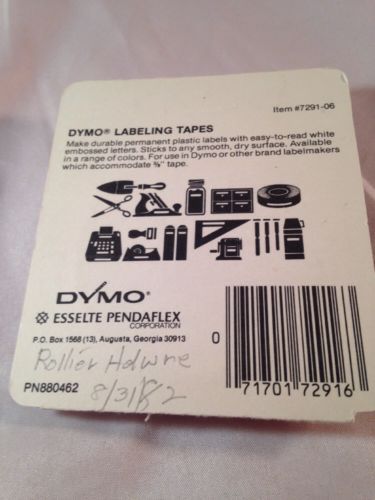 Item #7291-06
DYMO® LABELING TAPES
Make durable permanent plastic labels with easy-to-read white
embossed letters. Sticks to any smooth, dry surface. Available
in a range of colors. For use in Dymo or other brand labelmakers
which accommodate ⅜" tape.
DYMO®
ESSELTE PENDAFLEX
CORPORATION
P.O. Box 1568 (13), Augusta, Georgia 30913
Rollier Hdwre
8/31/82
PN880462
0 71701 72916